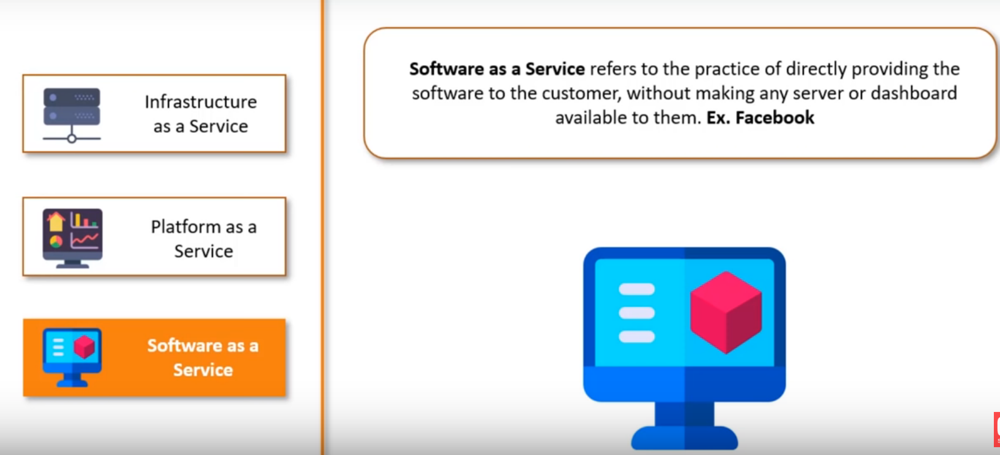 Infrastructure
as a Service
Platform as a
Service
Software as a
Service
Software as a Service refers to the practice of directly providing the
software to the customer, without making any server or dashboard
available to them. Ex. Facebook